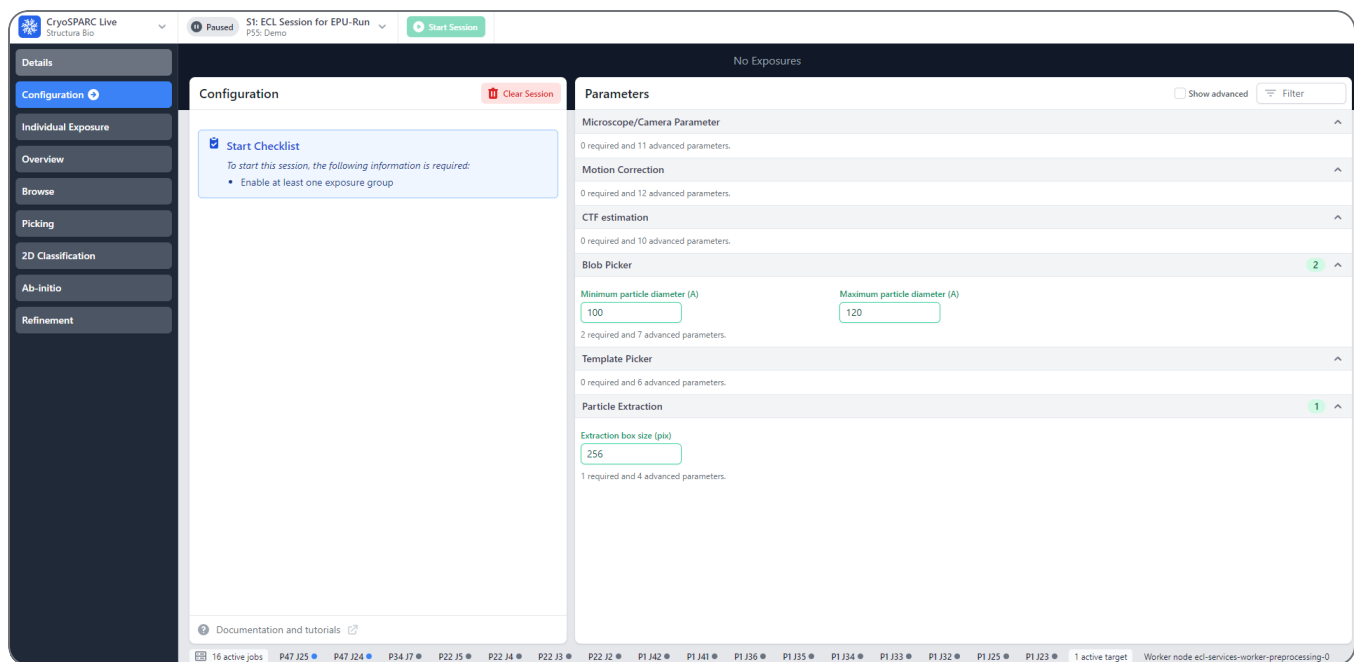 CryoSPARC Live
Structura Bio
Paused
S1: ECL Session for EPU-Run
P55: Demo
Start Session
Details
Configuration
Individual Exposure
Overview
Browse
Picking
2D Classification
Ab-initio
Refinement
No Exposures
Configuration
Clear Session
Start Checklist
To start this session, the following information is required:
• Enable at least one exposure group
Documentation and tutorials
Parameters
Show advanced
Filter
Microscope/Camera Parameter
0 required and 11 advanced parameters.
Motion Correction
0 required and 12 advanced parameters.
CTF estimation
0 required and 10 advanced parameters.
Blob Picker 2
Minimum particle diameter (A) Maximum particle diameter (A)
100 120
2 required and 7 advanced parameters.
Template Picker
0 required and 6 advanced parameters.
Particle Extraction 1
Extraction box size (pix)
256
1 required and 4 advanced parameters.
16 active jobs P47 J25 P47 J24 P34 J7 P22 J5 P22 J4 P22 J3 P22 J2 P1 J42 P1 J41 P1 J36 P1 J35 P1 J34 P1 J33 P1 J32 P1 J25 P1 J23 1 active target Worker node ecl-services-worker-preprocessing-0